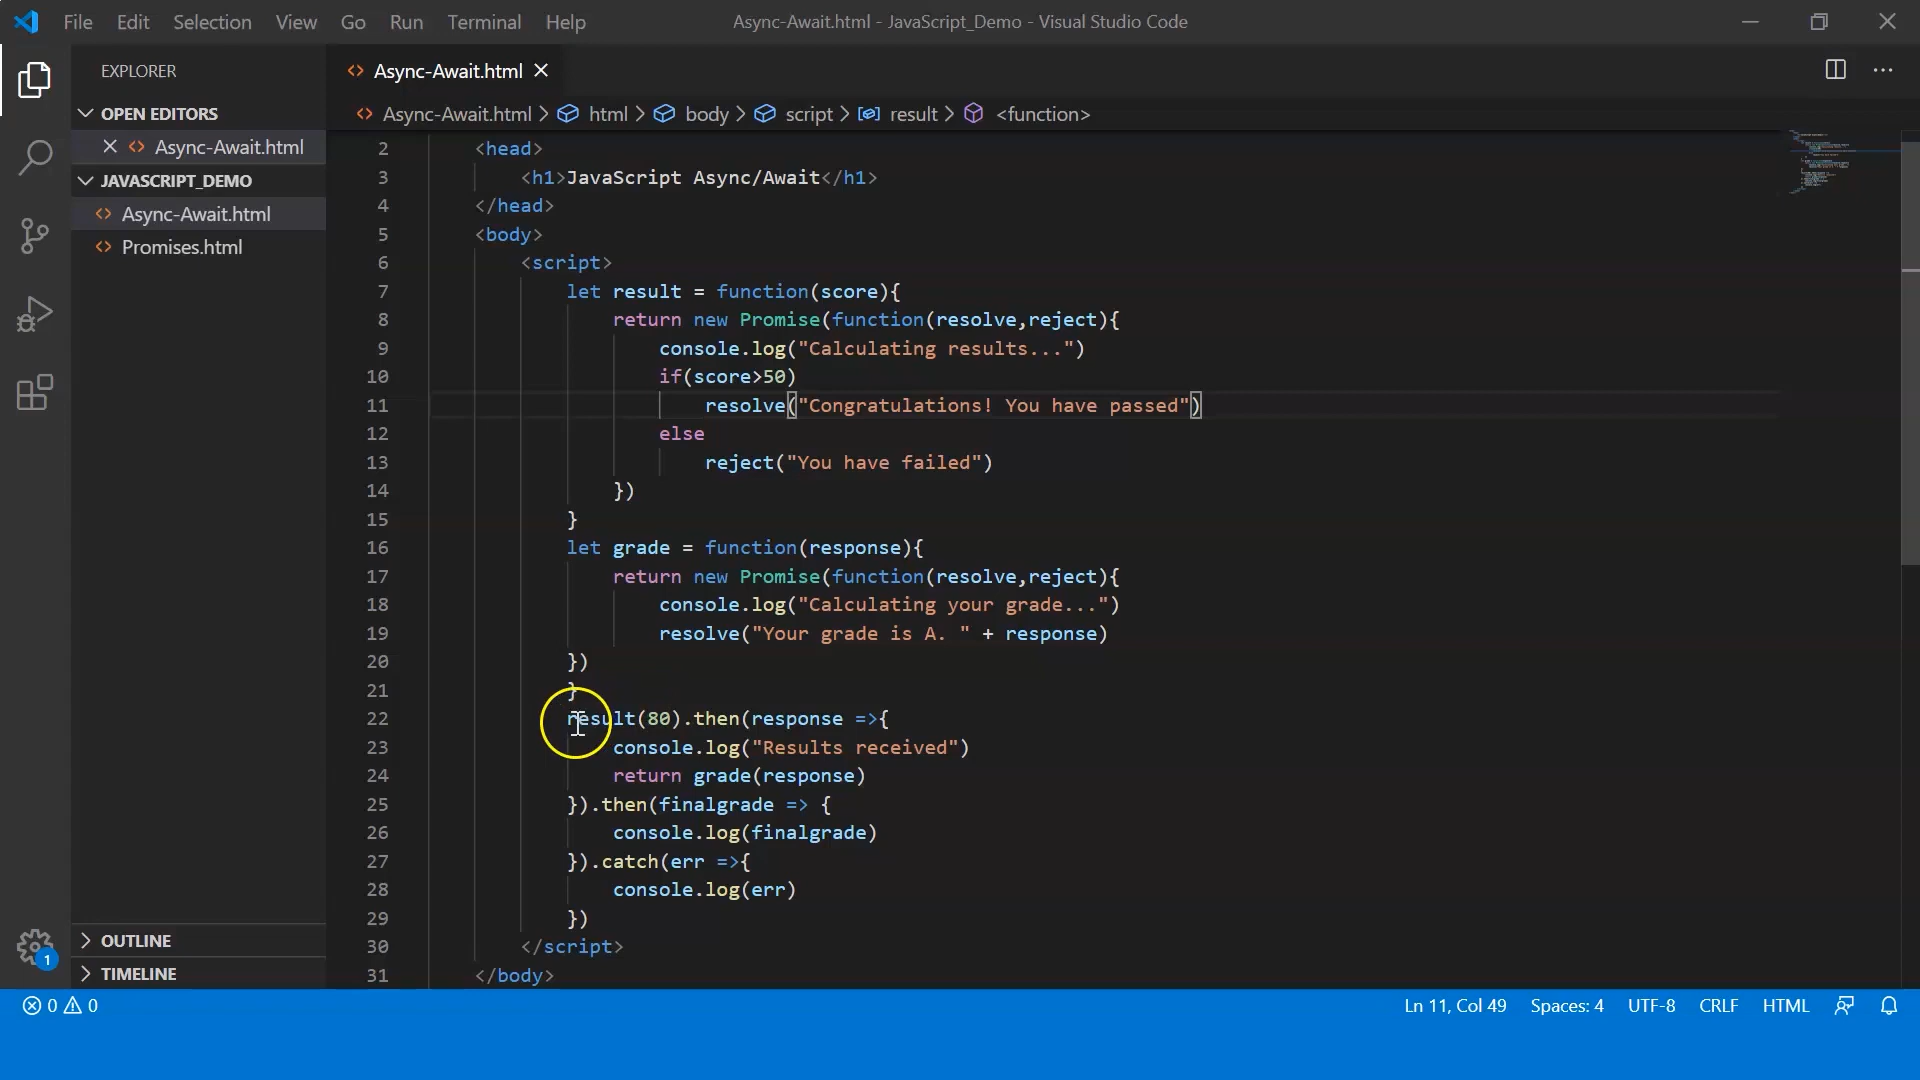 File Edit Selection View Go Run Terminal Help
Async-Await.html - JavaScript_Demo - Visual Studio Code
EXPLORER
OPEN EDITORS
Async-Await.html
JAVASCRIPT_DEMO
Async-Await.html
Promises.html
OUTLINE
TIMELINE
Async-Await.html
Async-Await.html > html > body > script > result > <function>
2 <head>
3 <h1>JavaScript Async/Await</h1>
4 </head>
5 <body>
6 <script>
7 let result = function(score){
8 return new Promise(function(resolve,reject){
9 console.log("Calculating results...")
10 if(score>50)
11 resolve("Congratulations! You have passed")
12 else
13 reject("You have failed")
14 })
15 }
16 let grade = function(response){
17 return new Promise(function(resolve,reject){
18 console.log("Calculating your grade...")
19 resolve("Your grade is A. " + response)
20 })
21 }
22 result(80).then(response =>{
23 console.log("Results received")
24 return grade(response)
25 }).then(finalgrade => {
26 console.log(finalgrade)
27 }).catch(err =>{
28 console.log(err)
29 })
30 </script>
31 </body>
1
0 0
Ln 11, Col 49 Spaces: 4 UTF-8 CRLF HTML